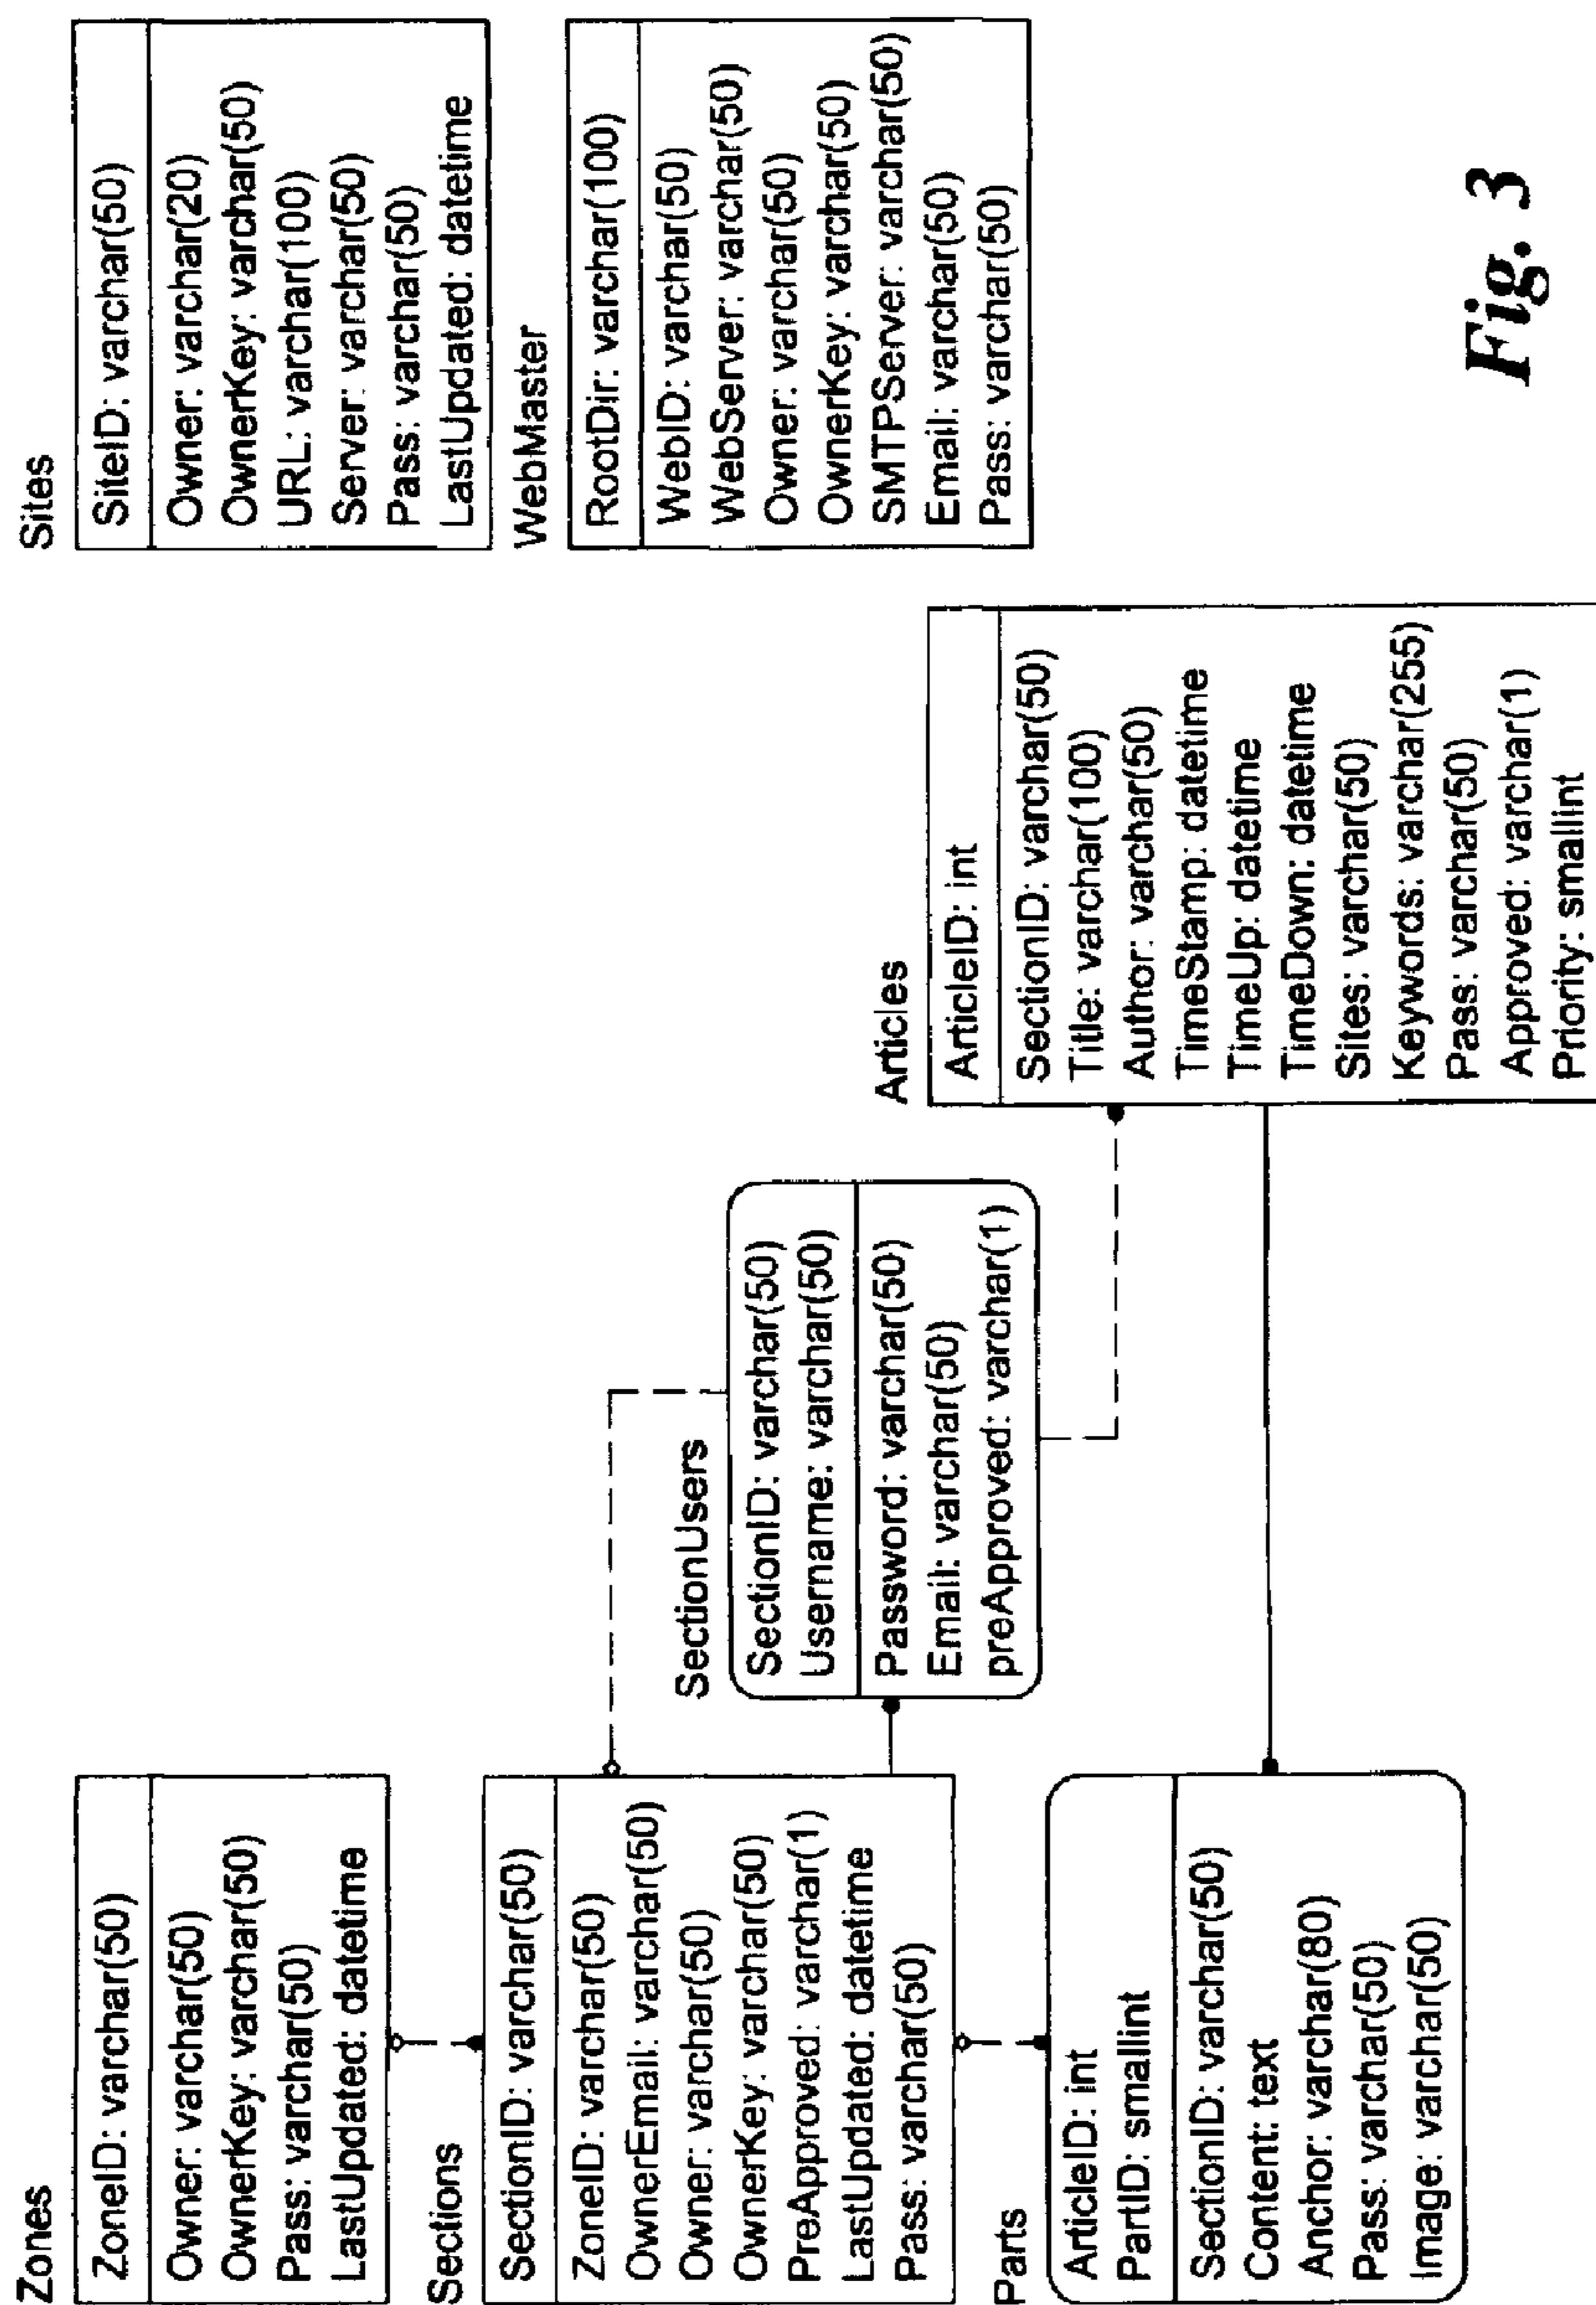 Zones
ZoneID: varchar(50)
Owner: varchar(50)
OwnerKey: varchar(50)
Pass: varchar(50)
LastUpdated: datetime
Sections
SectionID: varchar(50)
ZoneID: varchar(50)
OwnerEmail: varchar(50)
Owner: varchar(50)
OwnerKey: varchar(50)
PreApproved: varchar(1)
LastUpdated: datetime
Pass: varchar(50)
Parts
ArticleID: int
PartID: smallint
SectionID: varchar(50)
Content: text
Anchor: varchar(80)
Pass: varchar(50)
Image: varchar(50)
SectionUsers
SectionID: varchar(50)
Username: varchar(50)
Password: varchar(50)
Email: varchar(50)
preApproved: varchar(1)
Articles
ArticleID: int
SectionID: varchar(50)
Title: varchar(100)
Author: varchar(50)
TimeStamp: datetime
TimeUp: datetime
TimeDown: datetime
Sites: varchar(50)
Keywords: varchar(255)
Pass: varchar(50)
Approved: varchar(1)
Priority: smallint
Sites
SiteID: varchar(50)
Owner: varchar(20)
OwnerKey: varchar(50)
URL: varchar(100)
Server: varchar(50)
Pass: varchar(50)
LastUpdated: datetime
WebMaster
RootDir: varchar(100)
WebID: varchar(50)
WebServer: varchar(50)
Owner: varchar(50)
OwnerKey: varchar(50)
SMTPServer: varchar(50)
Email: varchar(50)
Pass: varchar(50)
Fig. 3